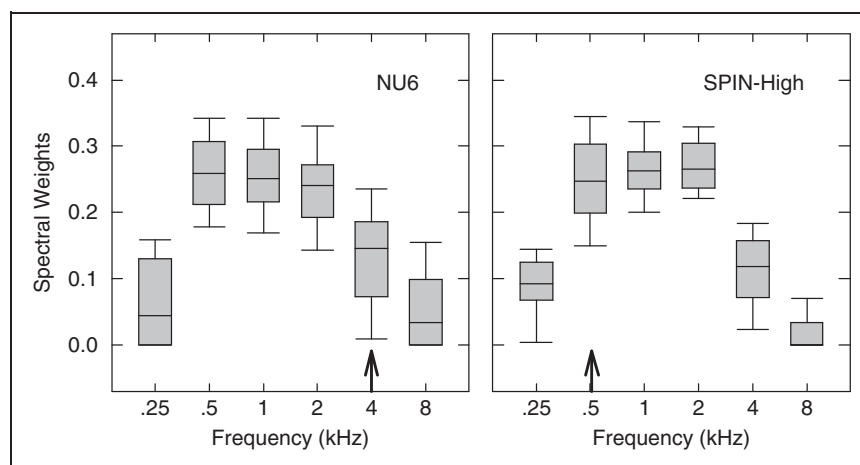 NU6
SPIN-High
Spectral Weights
0.4
0.3
0.2
0.1
0.0
.25 .5 1 2 4 8
.25 .5 1 2 4 8
Frequency (kHz)
Frequency (kHz)